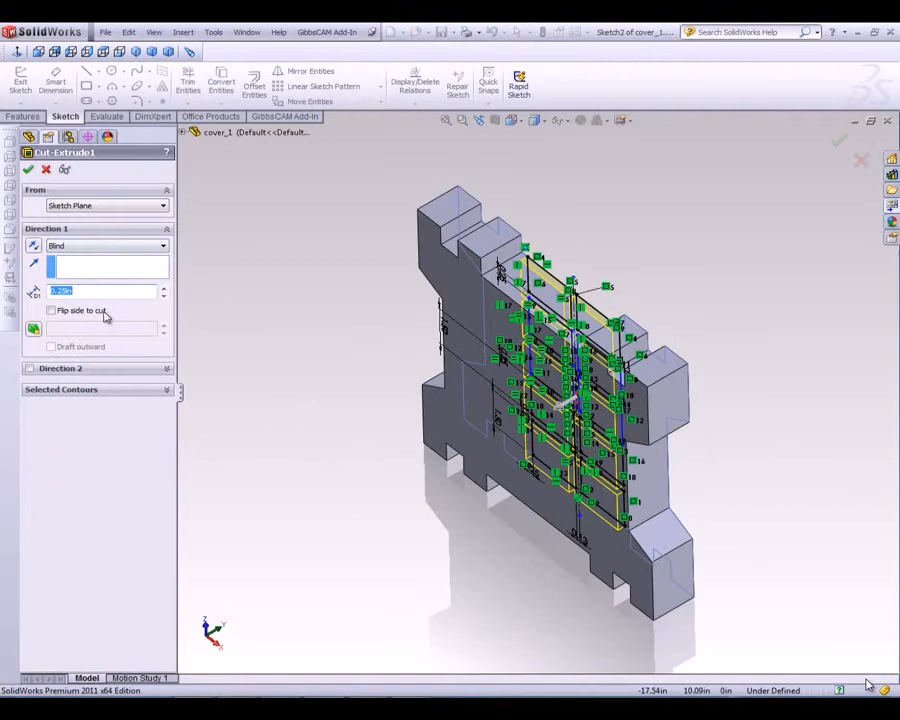 SolidWorks File Edit View Insert Tools Window Help GibbsCAM Add-In Sketch2 of cover_1.... Search SolidWorks Help
Exit Sketch
Smart Dimension
Trim Entities
Convert Entities
Offset Entities
Mirror Entities
Linear Sketch Pattern
Move Entities
Display/Delete Relations
Repair Sketch
Quick Snaps
Rapid Sketch
Features Sketch Evaluate DimXpert Office Products GibbsCAM Add-In
cover_1 (Default<<Default...
Cut-Extrude1 ?
From
Sketch Plane
Direction 1
Blind
0.25in
Flip side to cut
Draft outward
Direction 2
Selected Contours
Z
Y
X
Model Motion Study 1
SolidWorks Premium 2011 x64 Edition -17.54in 10.09in 0in Under Defined